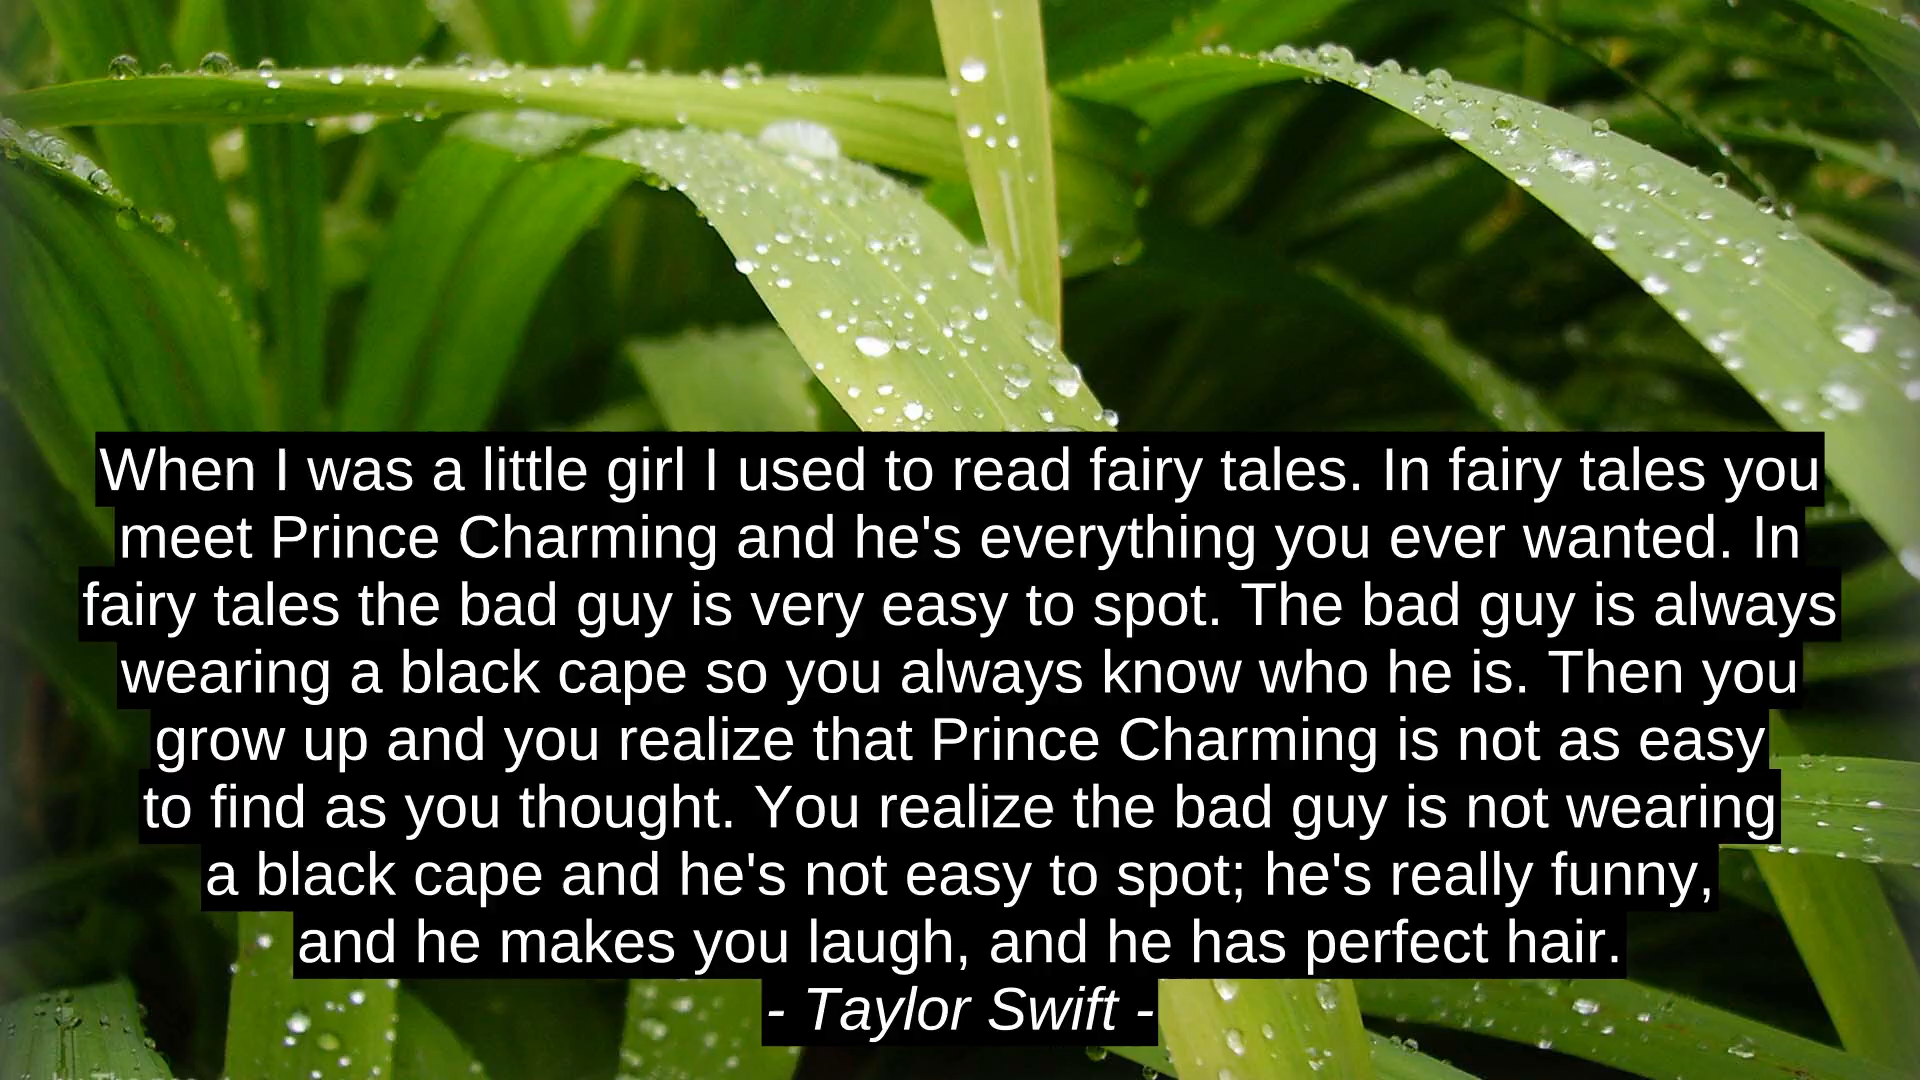 When I was a little girl I used to read fairy tales. In fairy tales you
meet Prince Charming and he's everything you ever wanted. In
fairy tales the bad guy is very easy to spot. The bad guy is always
wearing a black cape so you always know who he is. Then you
grow up and you realize that Prince Charming is not as easy
to find as you thought. You realize the bad guy is not wearing
a black cape and he's not easy to spot; he's really funny,
and he makes you laugh, and he has perfect hair.
- Taylor Swift -